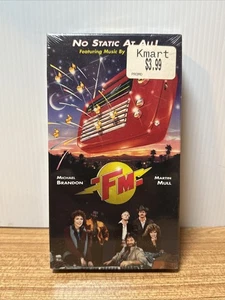 NO STATIC AT ALL!
Featuring Music By
Kmart
$3.99
MICHAEL
BRANDON
MARTIN
MULL
FM